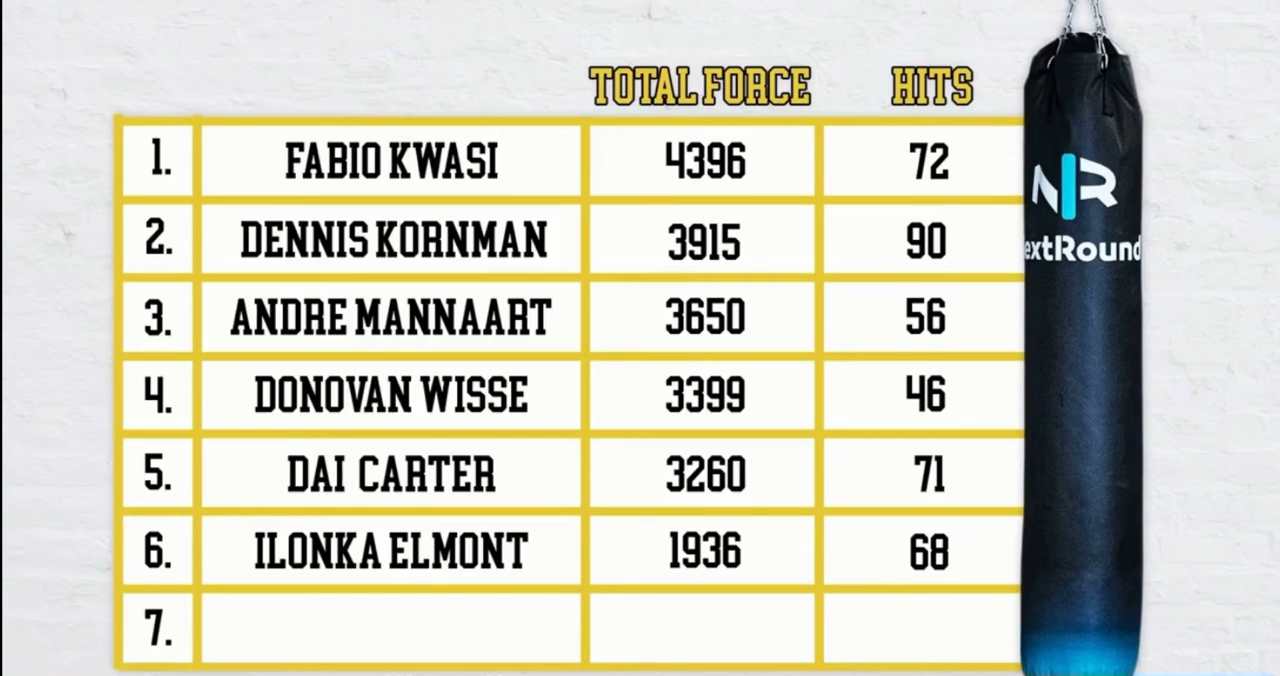 TOTAL FORCE HITS
1. FABIO KWASI 4396 72
2. DENNIS KORNMAN 3915 90
3. ANDRE MANNAART 3650 56
4. DONOVAN WISSE 3399 46
5. DAI CARTER 3260 71
6. ILONKA ELMONT 1936 68
7.
NR
extRound